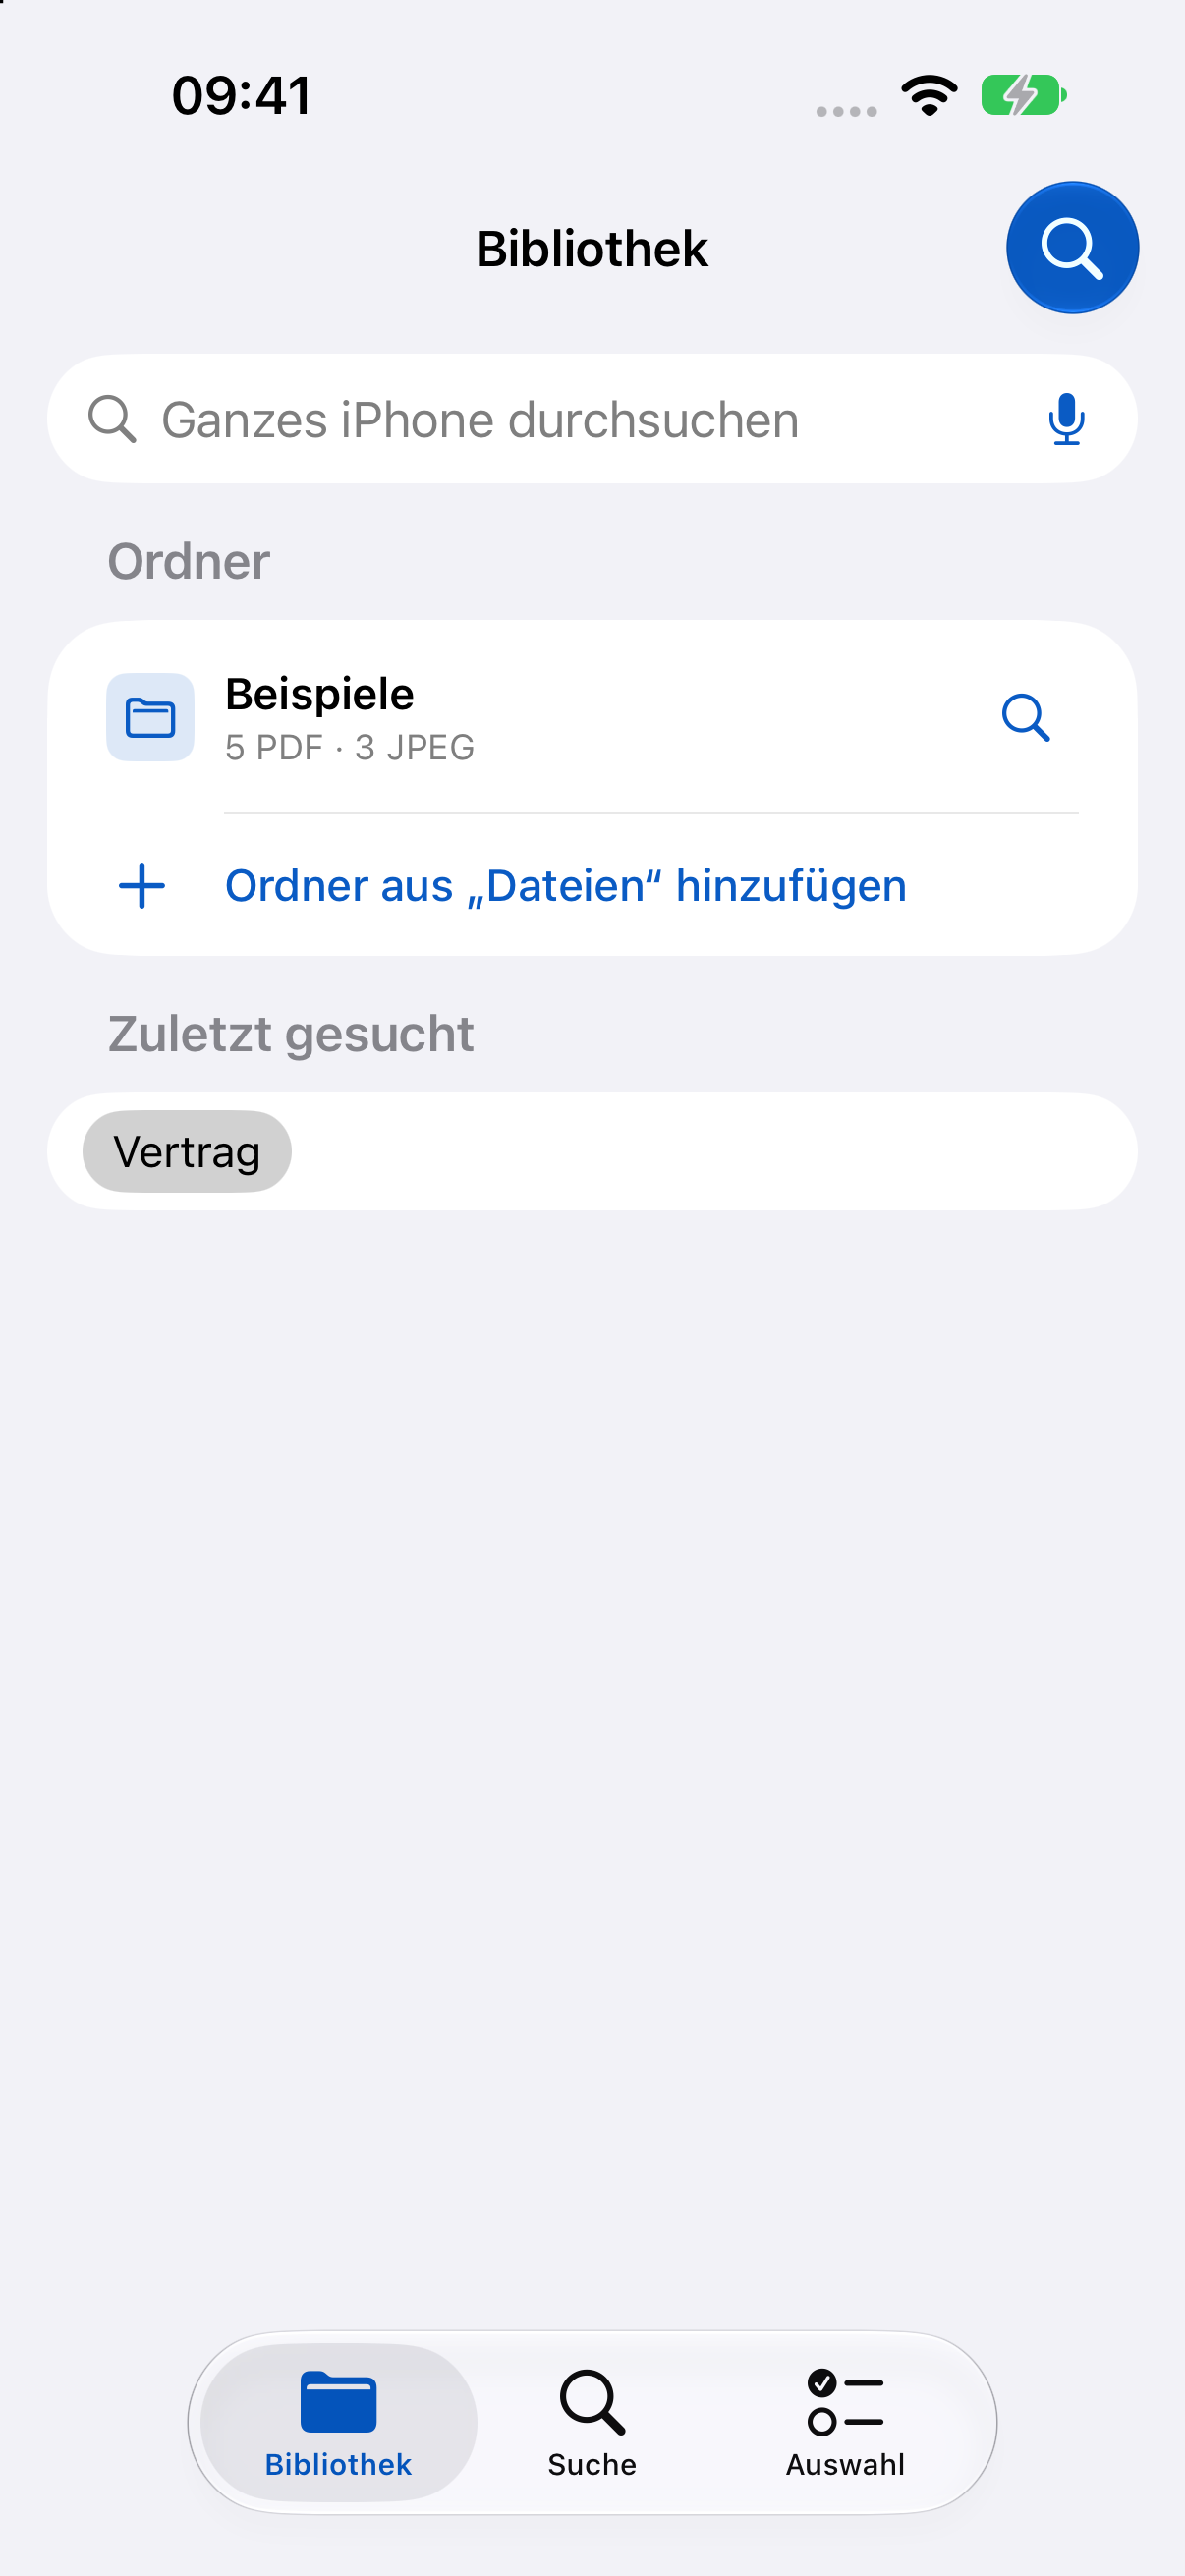 09:41
Bibliothek
Ganzes iPhone durchsuchen
Ordner
Beispiele
5 PDF · 3 JPEG
Ordner aus „Dateien“ hinzufügen
Zuletzt gesucht
Vertrag
Bibliothek
Suche
Auswahl